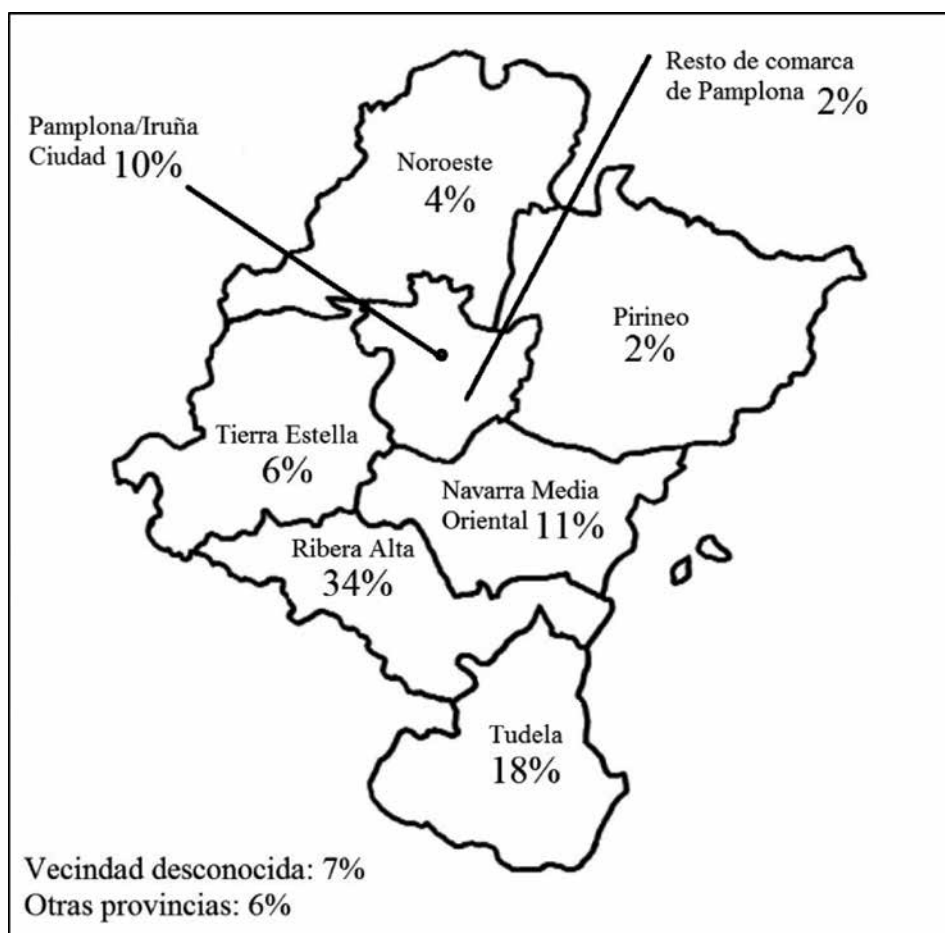 Resto de comarca
de Pamplona 2%
Pamplona/Iruña
Ciudad 10%
Noroeste
4%
Pirineo
2%
Tierra Estella
6%
Navarra Media
Oriental 11%
Ribera Alta
34%
Tudela
18%
Vecindad desconocida: 7%
Otras provincias: 6%